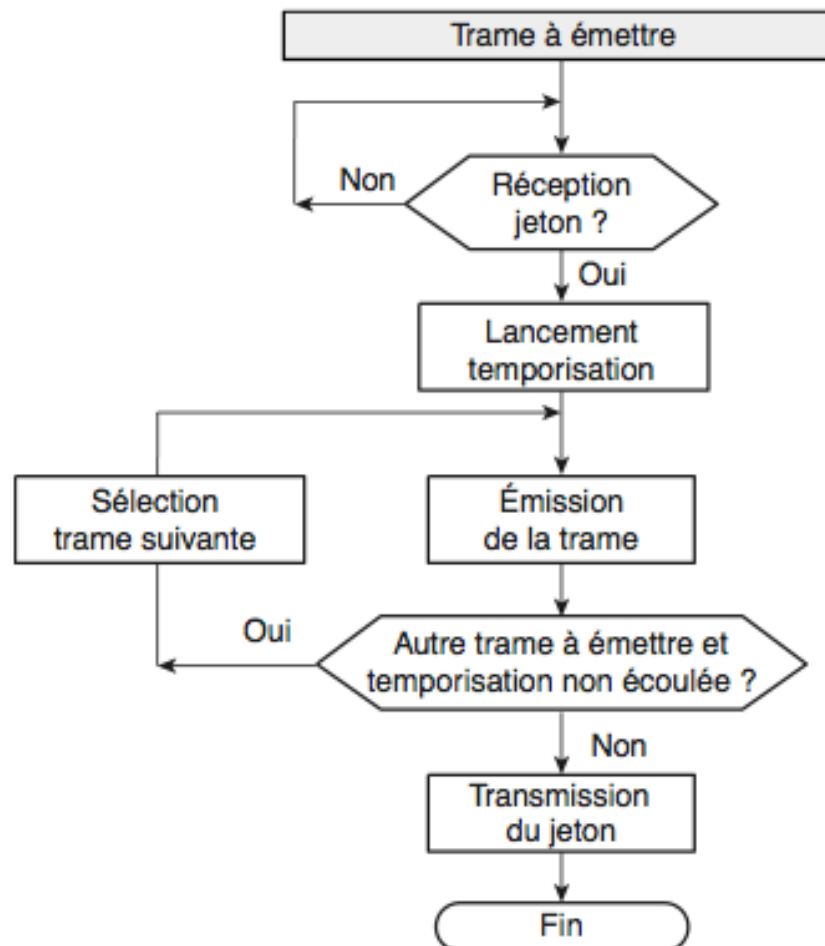 Trame à émettre
Non
Réception
jeton ?
Oui
Lancement
temporisation
Sélection
trame suivante
Émission
de la trame
Oui
Autre trame à émettre et
temporisation non écoulée ?
Non
Transmission
du jeton
Fin